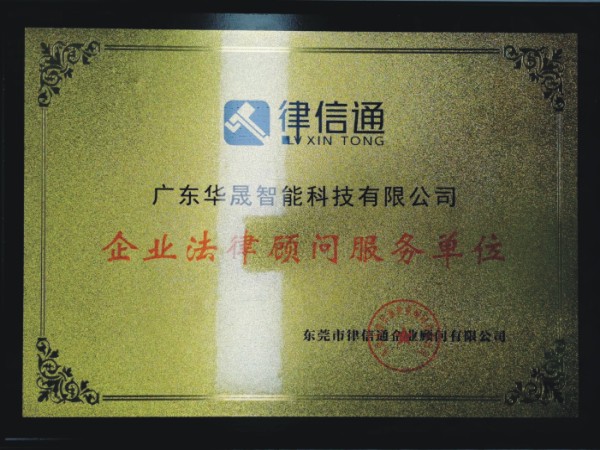 律信通
LV XIN TONG
广东华晟智能科技有限公司
企业法律顾问服务单位
东莞市律信通企业顾问有限公司